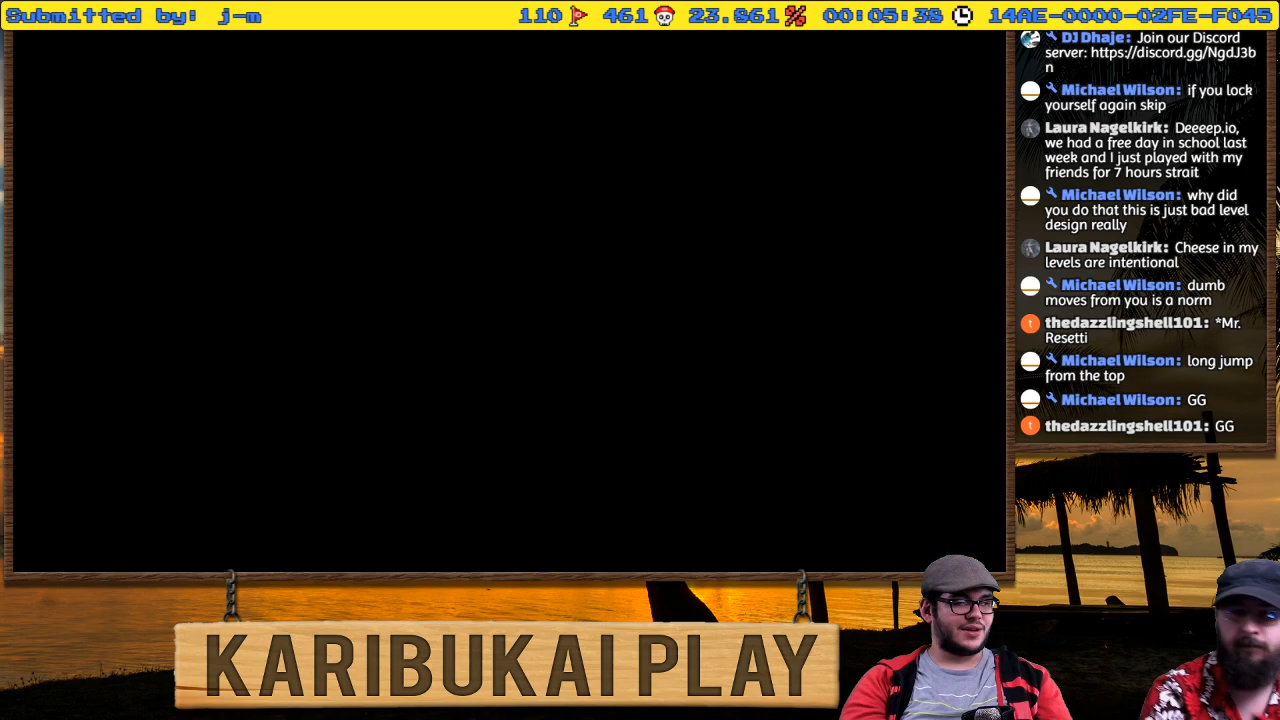 Submitted by: j-m 110 461 23.861% 00:05:38 14AE-0000-02FE-F045
DJ Dhaje: Join our Discord
server: https://discord.gg/NgdJ3b
n
Michael Wilson: if you lock
yourself again skip
Laura Nagelkirk: Deeeep.io,
we had a free day in school last
week and I just played with my
friends for 7 hours strait
Michael Wilson: why did
you do that this is just bad level
design really
Laura Nagelkirk: Cheese in my
levels are intentional
Michael Wilson: dumb
moves from you is a norm
t thedazzlingshell101: *Mr.
Resetti
Michael Wilson: long jump
from the top
Michael Wilson: GG
t thedazzlingshell101: GG
KARIBUKAI PLAY